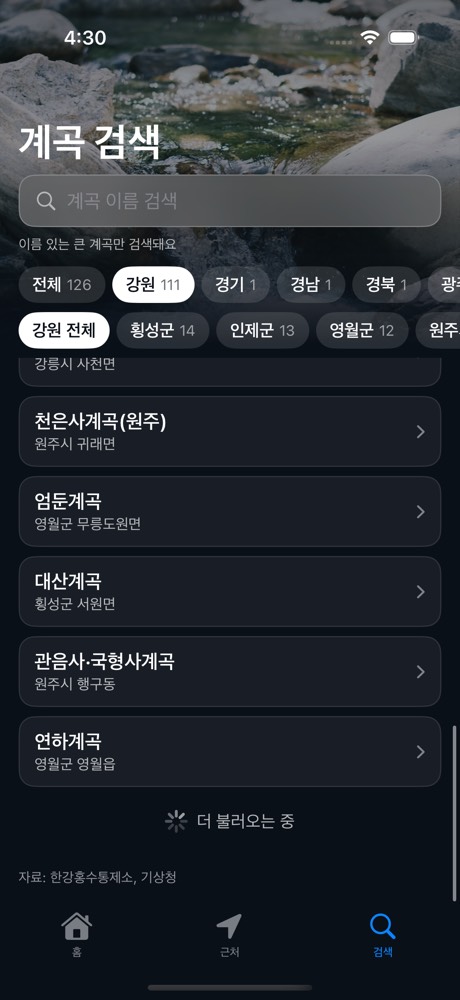 4:30
계곡 검색
계곡 이름 검색
이름 있는 큰 계곡만 검색돼요
전체 126 강원 111 경기 1 경남 1 경북 1
강원 전체 횡성군 14 인제군 13 영월군 12 원주
강릉시 사천면
천은사계곡(원주)
원주시 귀래면
엄둔계곡
영월군 무릉도원면
대산계곡
횡성군 서원면
관음사·국형사계곡
원주시 행구동
연하계곡
영월군 영월읍
더 불러오는 중
자료: 한강홍수통제소, 기상청
홈 근처 검색